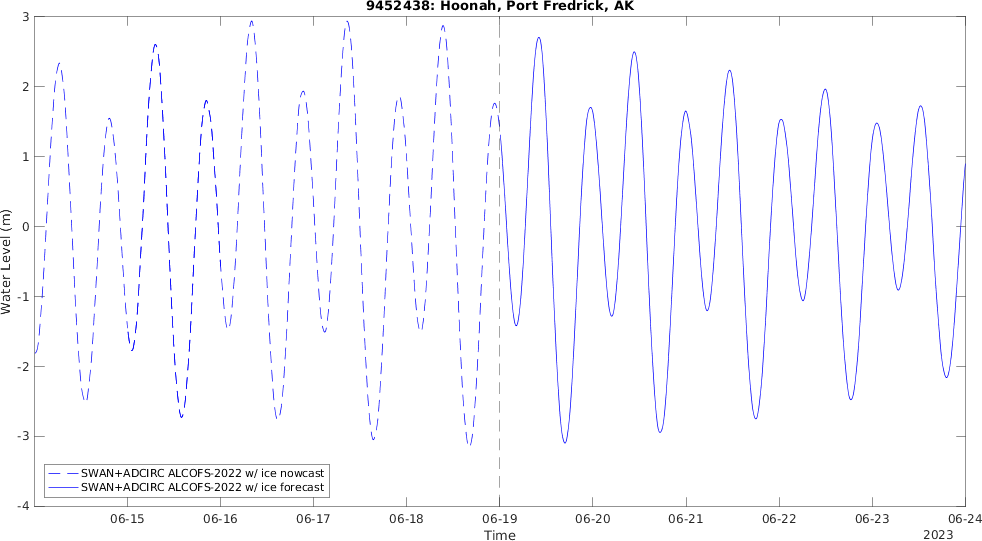 9452438: Hoonah, Port Fredrick, AK
3
2
1
0
-1
-2
-3
-4
Water Level (m)
SWAN+ADCIRC ALCOFS-2022 w/ ice nowcast
SWAN+ADCIRC ALCOFS-2022 w/ ice forecast
06-15 06-16 06-17 06-18 06-19 06-20 06-21 06-22 06-23 06-24
Time
2023